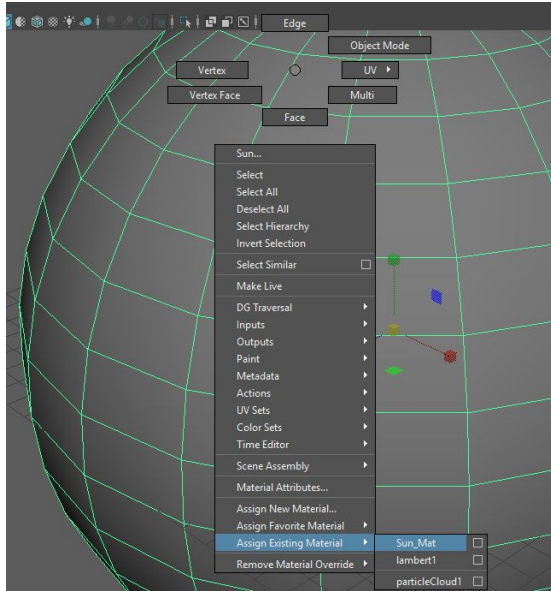 Edge
Object Mode
Vertex
UV
Vertex Face
Multi
Face
Sun...
Select
Select All
Deselect All
Select Hierarchy
Invert Selection
Select Similar
Make Live
DG Traversal
Inputs
Outputs
Paint
Metadata
Actions
UV Sets
Color Sets
Time Editor
Scene Assembly
Material Attributes...
Assign New Material...
Assign Favorite Material
Assign Existing Material
Sun_Mat
lambert1
Remove Material Override
particleCloud1